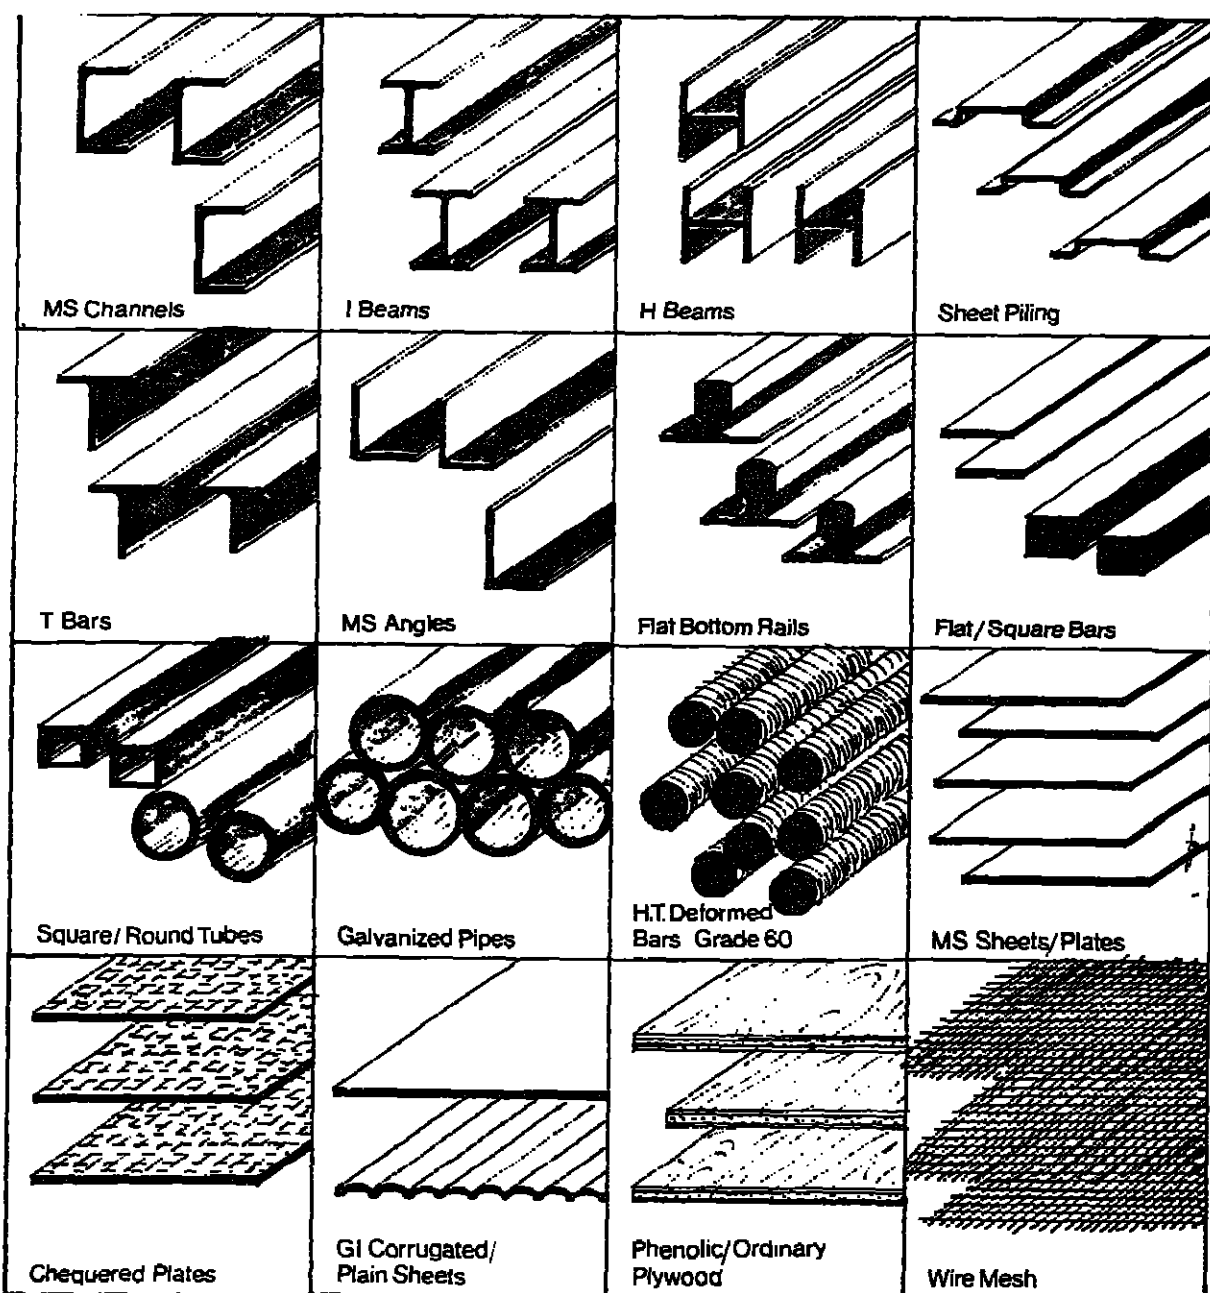 MS Channels
I Beams
H Beams
Sheet Piling
T Bars
MS Angles
Flat Bottom Rails
Flat/Square Bars
Square/Round Tubes
Galvanized Pipes
H.T. Deformed
Bars Grade 60
MS Sheets/Plates
Chequered Plates
GI Corrugated/
Plain Sheets
Phenolic/Ordinary
Plywood
Wire Mesh